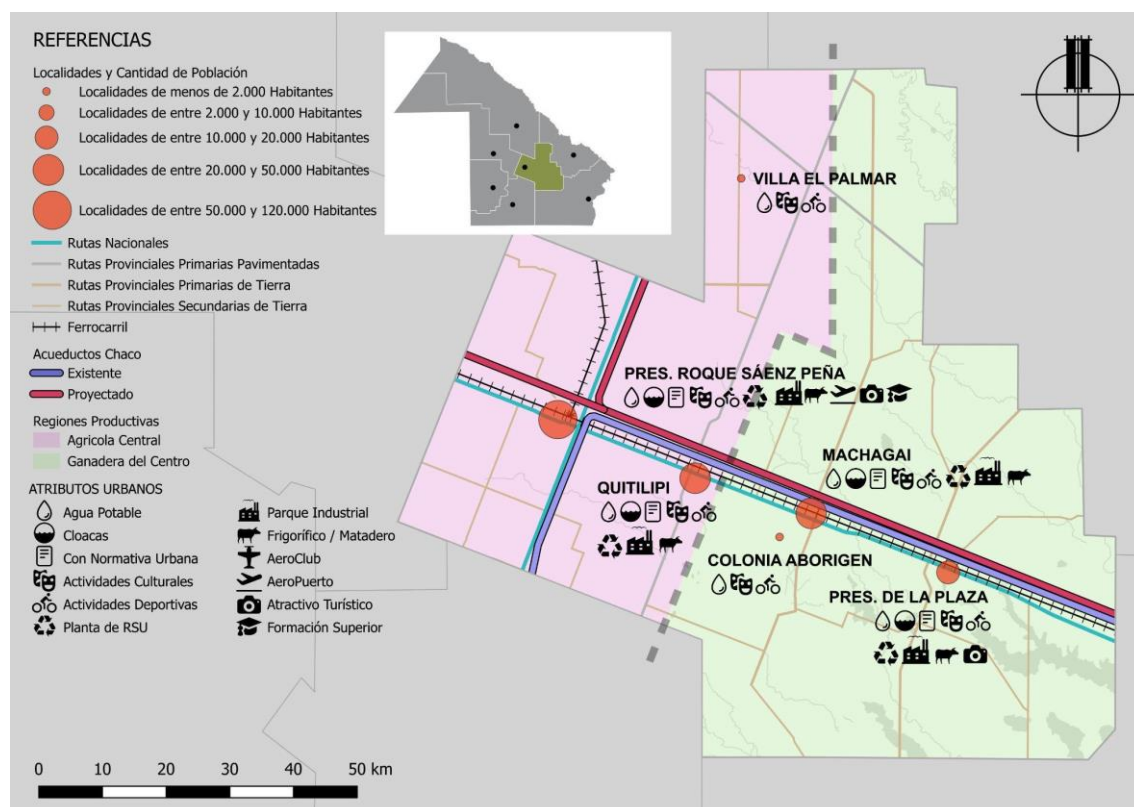 REFERENCIAS
Localidades y Cantidad de Población
Localidades de menos de 2.000 Habitantes
Localidades de entre 2.000 y 10.000 Habitantes
Localidades de entre 10.000 y 20.000 Habitantes
Localidades de entre 20.000 y 50.000 Habitantes
Localidades de entre 50.000 y 120.000 Habitantes
Rutas Nacionales
Rutas Provinciales Primarias Pavimentadas
Rutas Provinciales Primarias de Tierra
Rutas Provinciales Secundarias de Tierra
Ferrocarril
Acueductos Chaco
Existente
Proyectado
Regiones Productivas
Agricola Central
Ganadera del Centro
ATRIBUTOS URBANOS
Agua Potable
Cloacas
Con Normativa Urbana
Actividades Culturales
Actividades Deportivas
Planta de RSU
Parque Industrial
Frigorífico / Matadero
AeroClub
AeroPuerto
Atractivo Turístico
Formación Superior
0 10 20 30 40 50 km
VILLA EL PALMAR
PRES. ROQUE SÁENZ PEÑA
MACHAGAI
QUITILIPI
COLONIA ABORIGEN
PRES. DE LA PLAZA